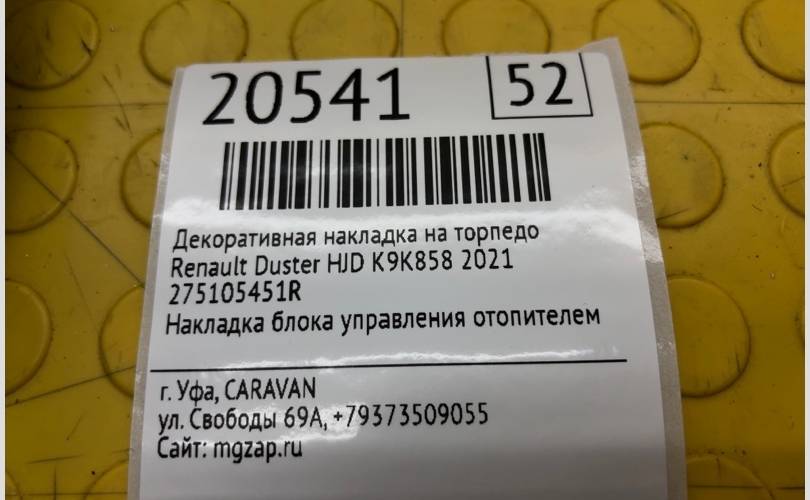 20541
52
Декоративная накладка на торпедо
Renault Duster HJD K9K858 2021
275105451R
Накладка блока управления отопителем
г. Уфа, CARAVAN
ул. Свободы 69А, +79373509055
Сайт: mgzap.ru